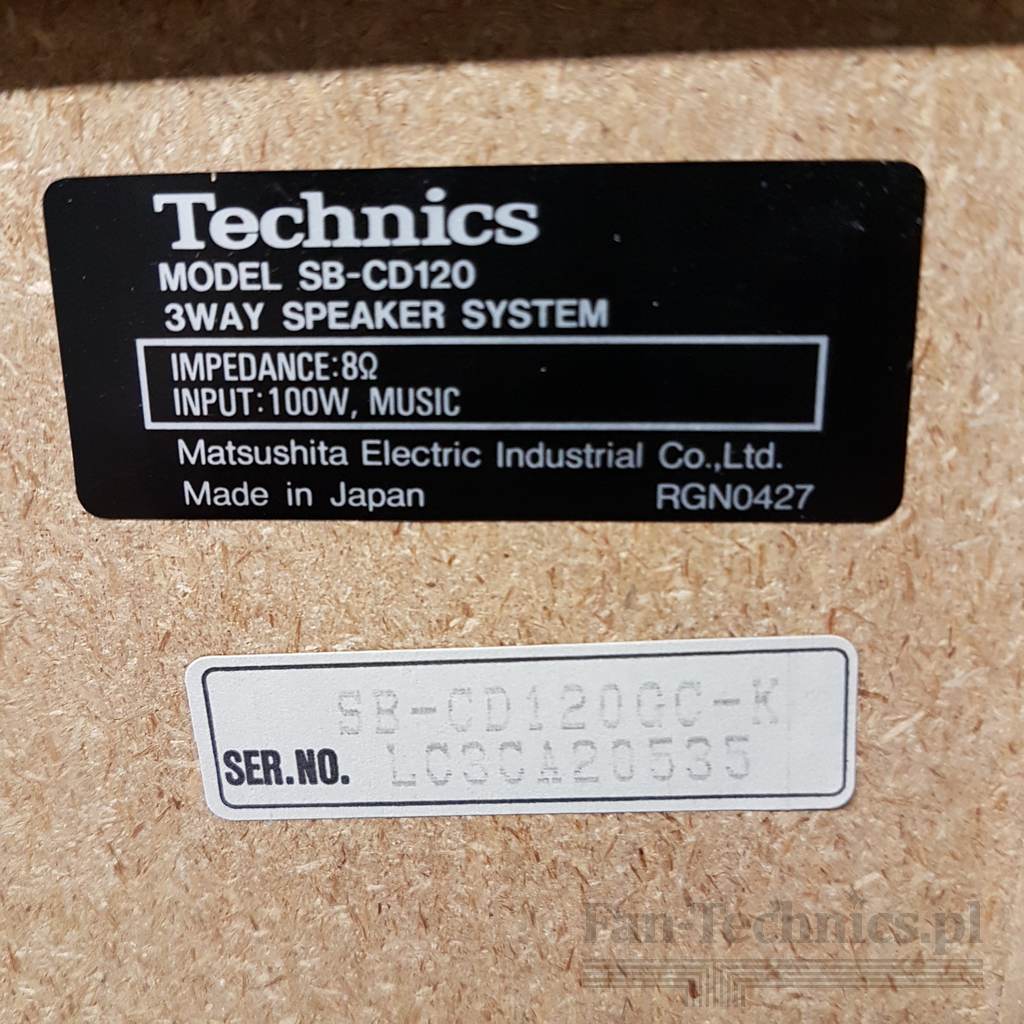 Technics
MODEL SB-CD120
3WAY SPEAKER SYSTEM
IMPEDANCE:8Ω
INPUT:100W, MUSIC
Matsushita Electric Industrial Co.,Ltd.
Made in Japan RGN0427
SB-CD120GC-K
SER.NO. LC3CA20535
Fan-Technics.pl